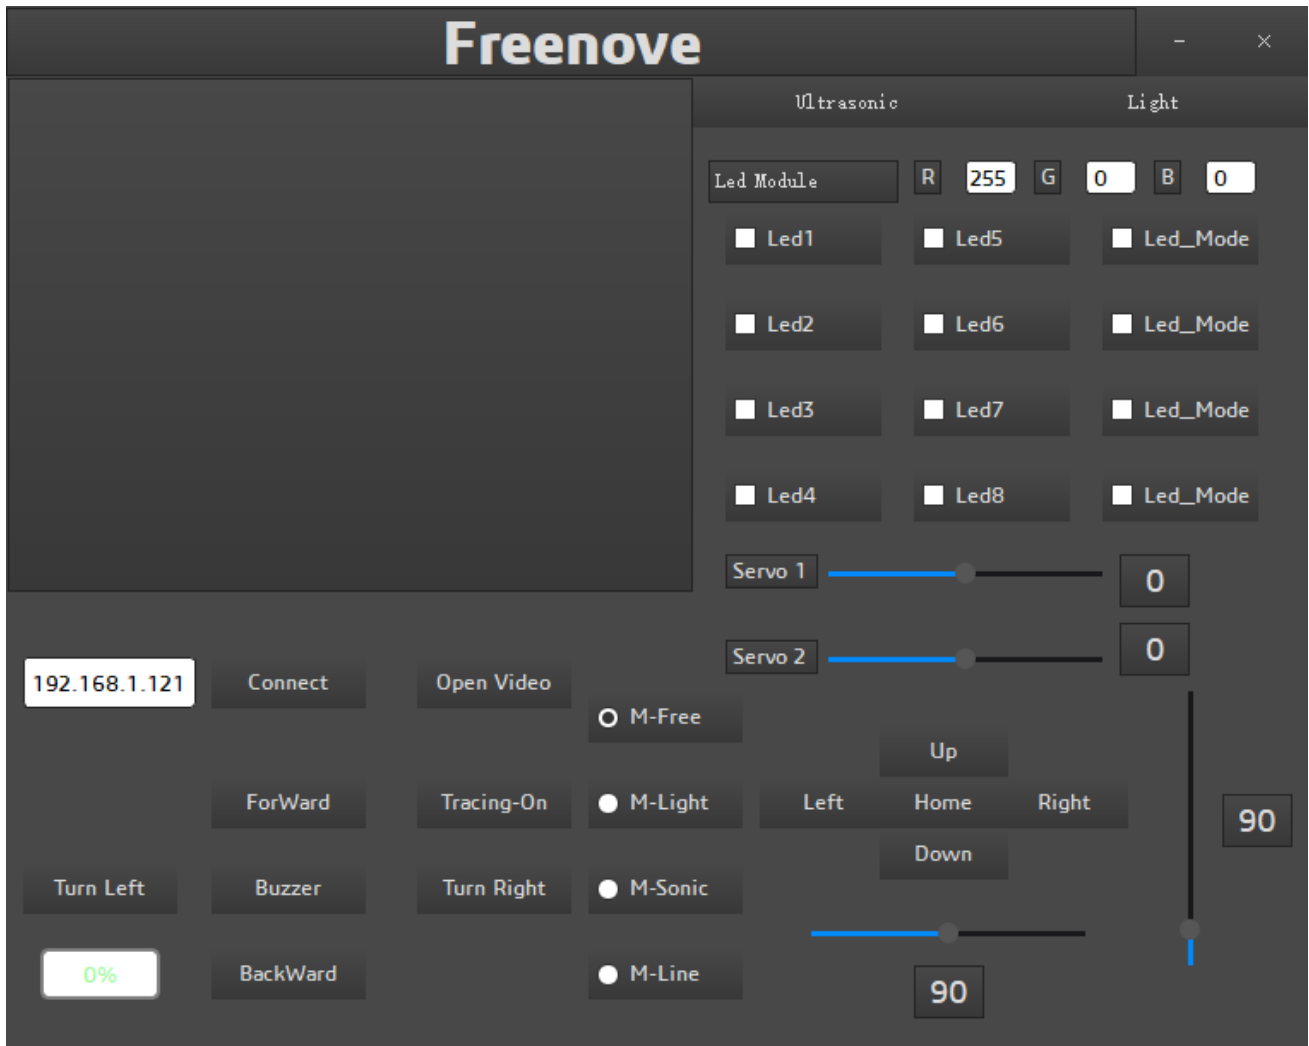 Freenove
Ultrasonic Light
Led Module R 255 G 0 B 0
Led1 Led5 Led_Mode
Led2 Led6 Led_Mode
Led3 Led7 Led_Mode
Led4 Led8 Led_Mode
Servo 1 0
Servo 2 0
192.168.1.121 Connect Open Video
M-Free
Up
ForWard Tracing-On M-Light Left Home Right
90
Down
Turn Left Buzzer Turn Right M-Sonic
0% BackWard M-Line
90